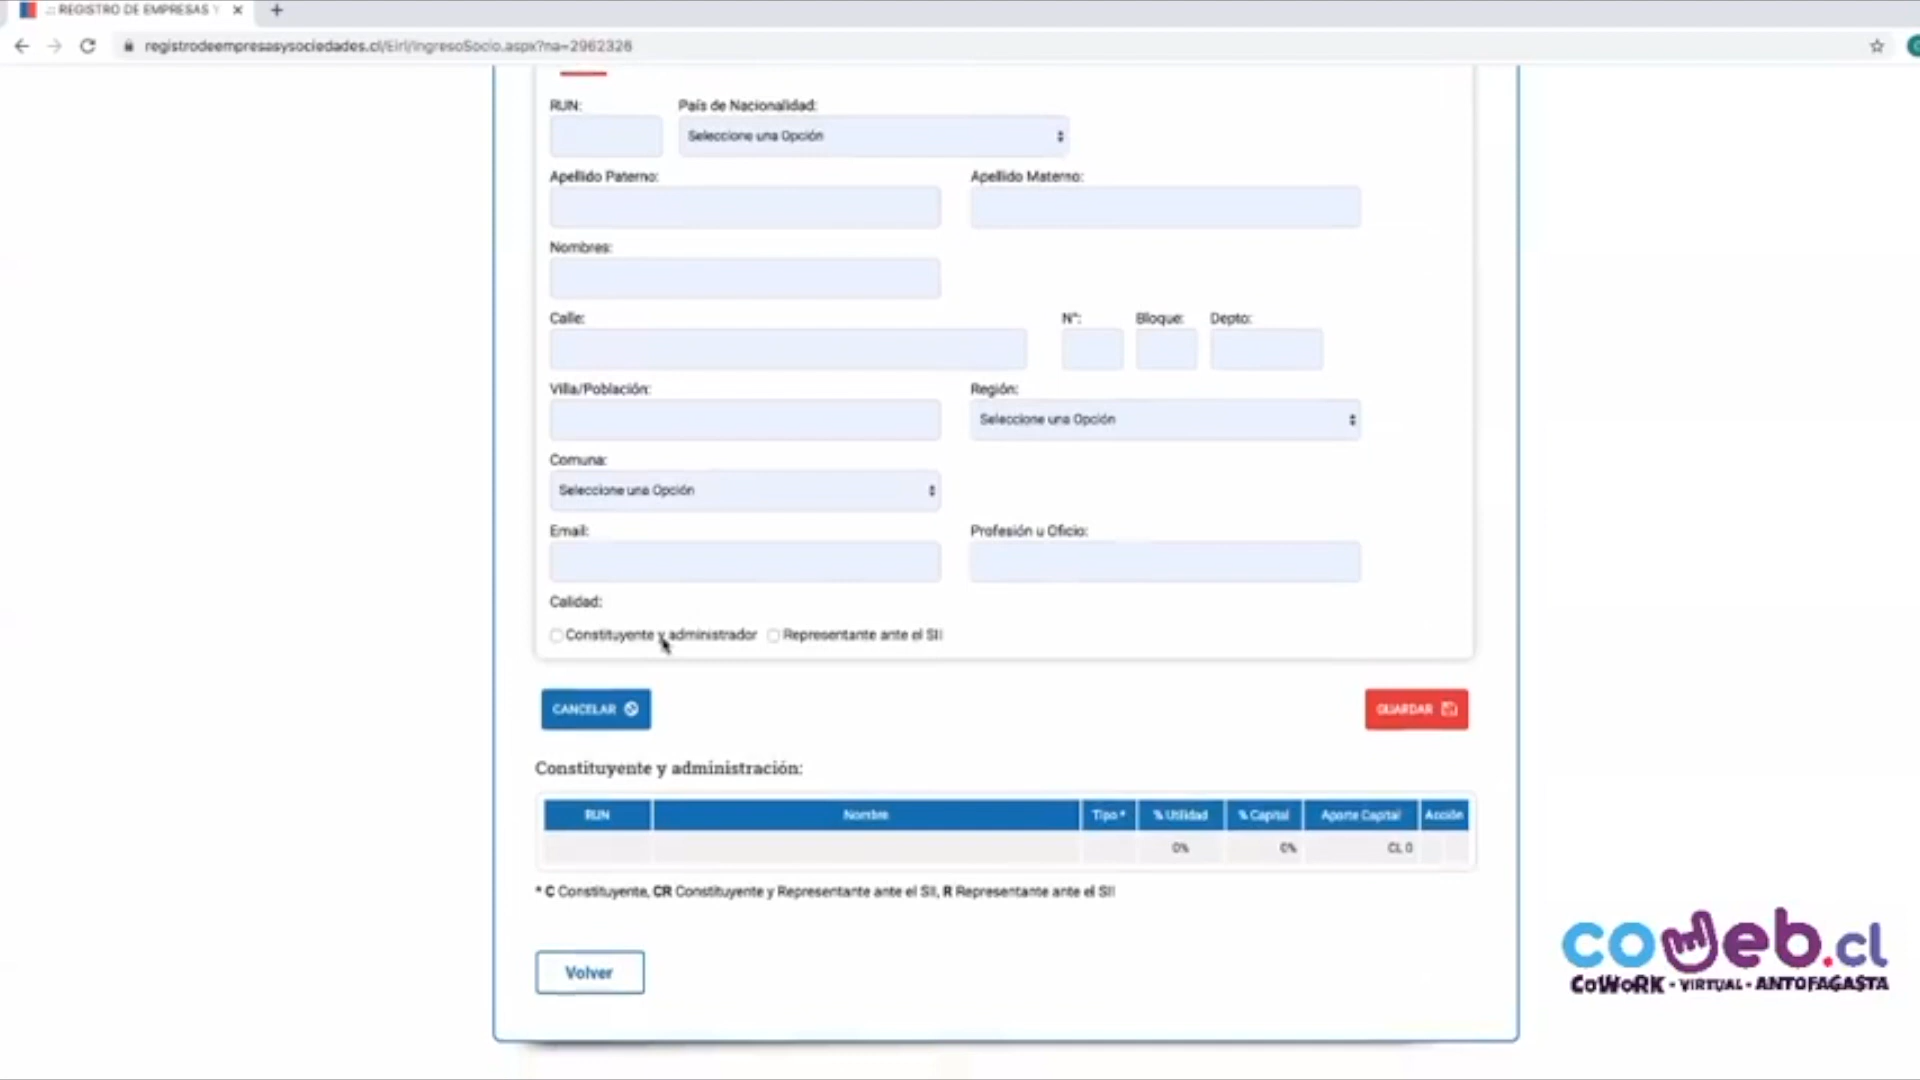 .:: REGISTRO DE EMPRESAS Y
registrodeempresasysociedades.cl/Eirl/IngresoSocio.aspx?na=2962326
RUN: País de Nacionalidad:
Seleccione una Opción
Apellido Paterno: Apellido Materno:
Nombres:
Calle: N°: Bloque: Depto:
Villa/Población: Región:
Seleccione una Opción
Comuna:
Seleccione una Opción
Email: Profesión u Oficio:
Calidad:
Constituyente y administrador Representante ante el SII
CANCELAR GUARDAR
Constituyente y administración:
RUN Nombre Tipo * % Utilidad % Capital Aporte Capital Acción
0% 0% CL 0
* C Constituyente, CR Constituyente y Representante ante el SII, R Representante ante el SII
Volver
coweb.cl
CoWoRK - VIRTUAL - ANTOFAGASTA